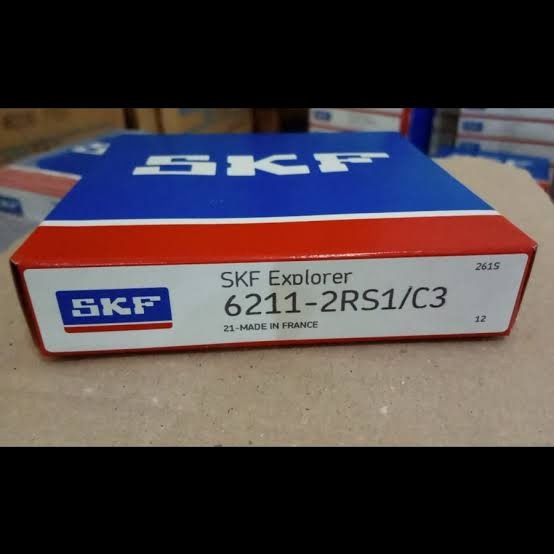 SKF
SKF
SKF Explorer
6211-2RS1/C3
21-MADE IN FRANCE
261S
12